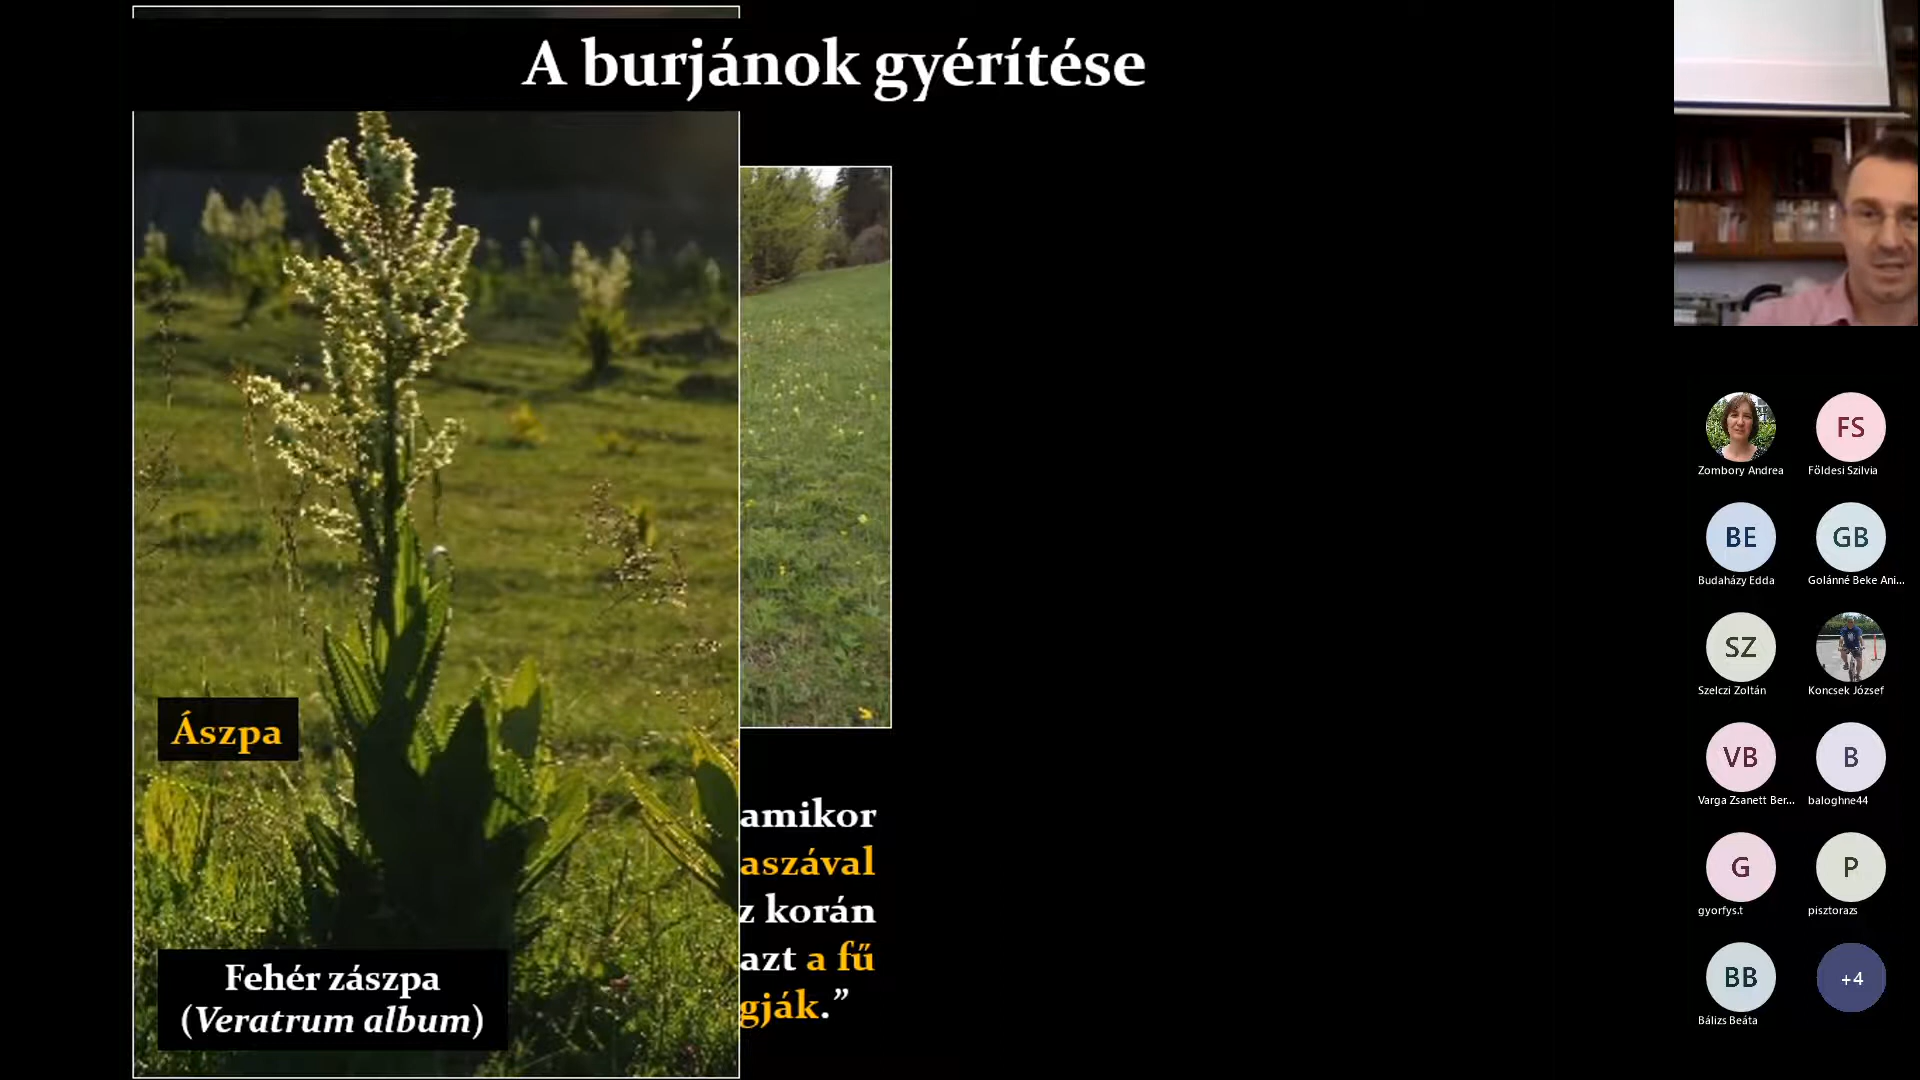 A burjánok gyérítése
Ászpa
Fehér zászpa
(Veratrum album)
amikor
aszával
z korán
azt a fű
gják.”
Zombory Andrea
FS
Földesi Szilvia
BE
Budaházy Edda
GB
Golánné Beke Ani...
SZ
Szelczi Zoltán
Koncsek József
VB
Varga Zsanett Ber...
B
baloghne44
G
gyorfys.t
P
pisztorazs
BB
Bálizs Beáta
+4